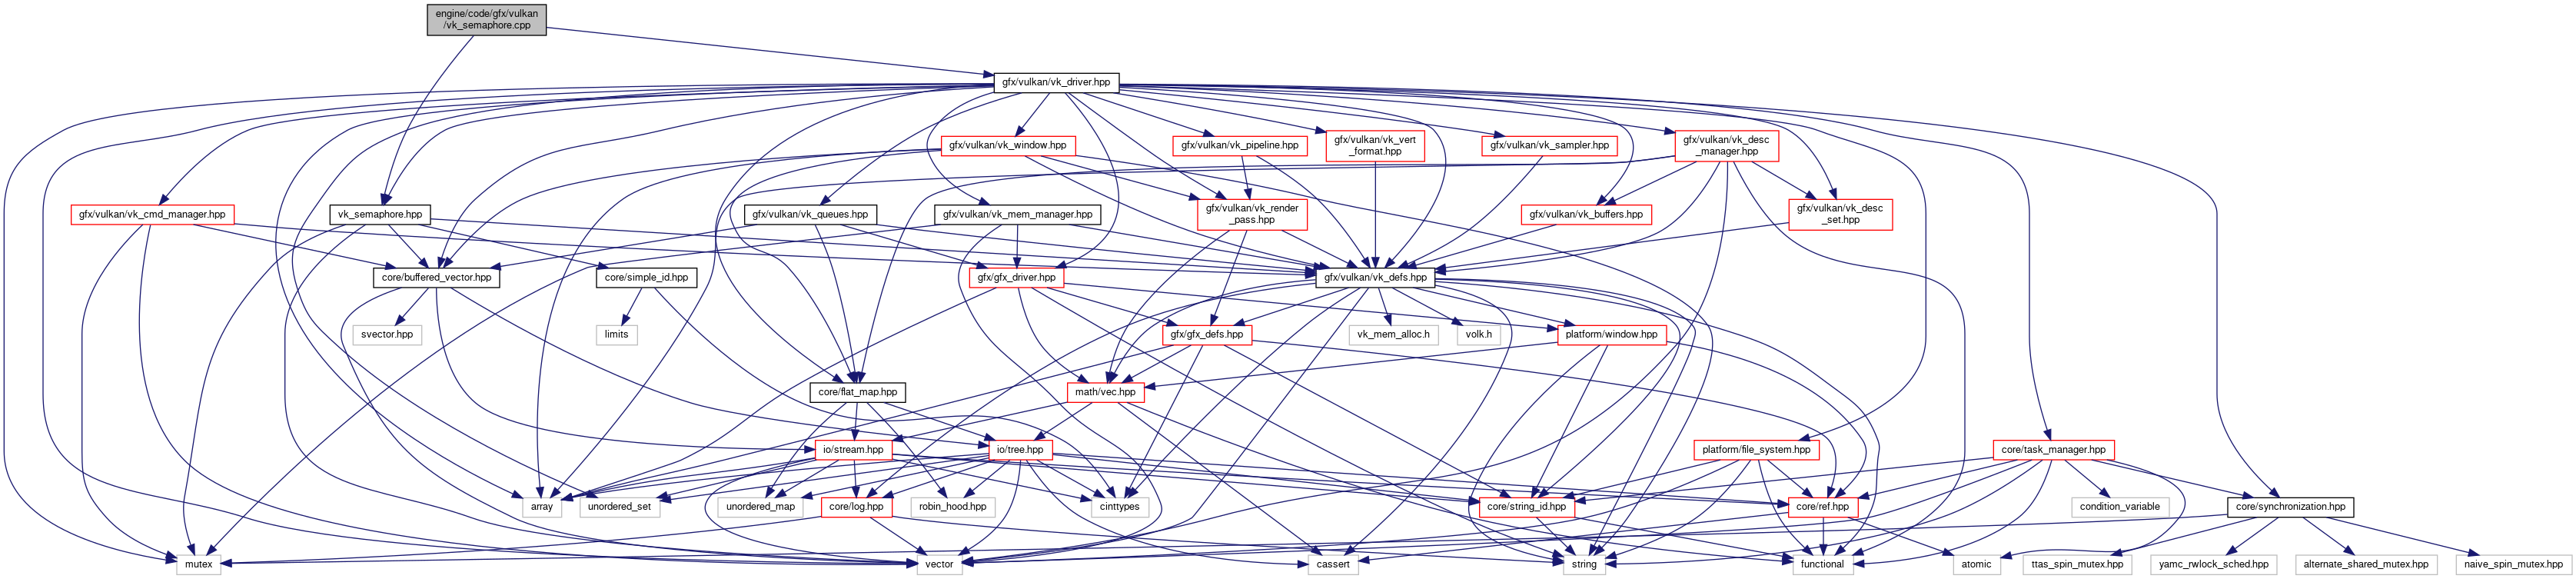 engine/code/gfx/vulkan
/vk_semaphore.cpp
gfx/vulkan/vk_driver.hpp
gfx/vulkan/vk_window.hpp
gfx/vulkan/vk_pipeline.hpp
gfx/vulkan/vk_vert
_format.hpp
gfx/vulkan/vk_sampler.hpp
gfx/vulkan/vk_desc
_manager.hpp
gfx/vulkan/vk_cmd_manager.hpp
vk_semaphore.hpp
gfx/vulkan/vk_queues.hpp
gfx/vulkan/vk_mem_manager.hpp
gfx/vulkan/vk_render
_pass.hpp
gfx/vulkan/vk_buffers.hpp
gfx/vulkan/vk_desc
_set.hpp
core/buffered_vector.hpp
core/simple_id.hpp
gfx/gfx_driver.hpp
gfx/vulkan/vk_defs.hpp
svector.hpp
limits
gfx/gfx_defs.hpp
vk_mem_alloc.h
volk.h
platform/window.hpp
core/flat_map.hpp
math/vec.hpp
io/stream.hpp
io/tree.hpp
platform/file_system.hpp
core/task_manager.hpp
array
unordered_set
unordered_map
core/log.hpp
robin_hood.hpp
cinttypes
core/string_id.hpp
core/ref.hpp
condition_variable
core/synchronization.hpp
mutex
vector
cassert
string
functional
atomic
ttas_spin_mutex.hpp
yamc_rwlock_sched.hpp
alternate_shared_mutex.hpp
naive_spin_mutex.hpp